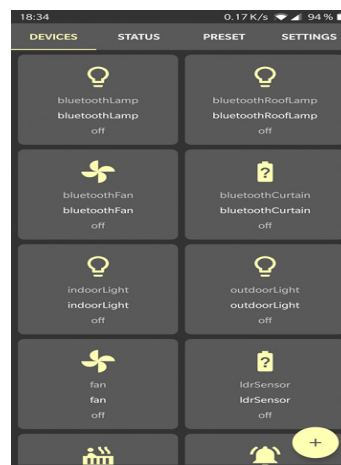 18:34 0.17 K/s 94 %
DEVICES STATUS PRESET SETTINGS
bluetoothLamp
bluetoothLamp
off
bluetoothRoofLamp
bluetoothRoofLamp
off
bluetoothFan
bluetoothFan
off
bluetoothCurtain
bluetoothCurtain
off
indoorLight
indoorLight
off
outdoorLight
outdoorLight
off
fan
fan
off
ldrSensor
ldrSensor
off
+